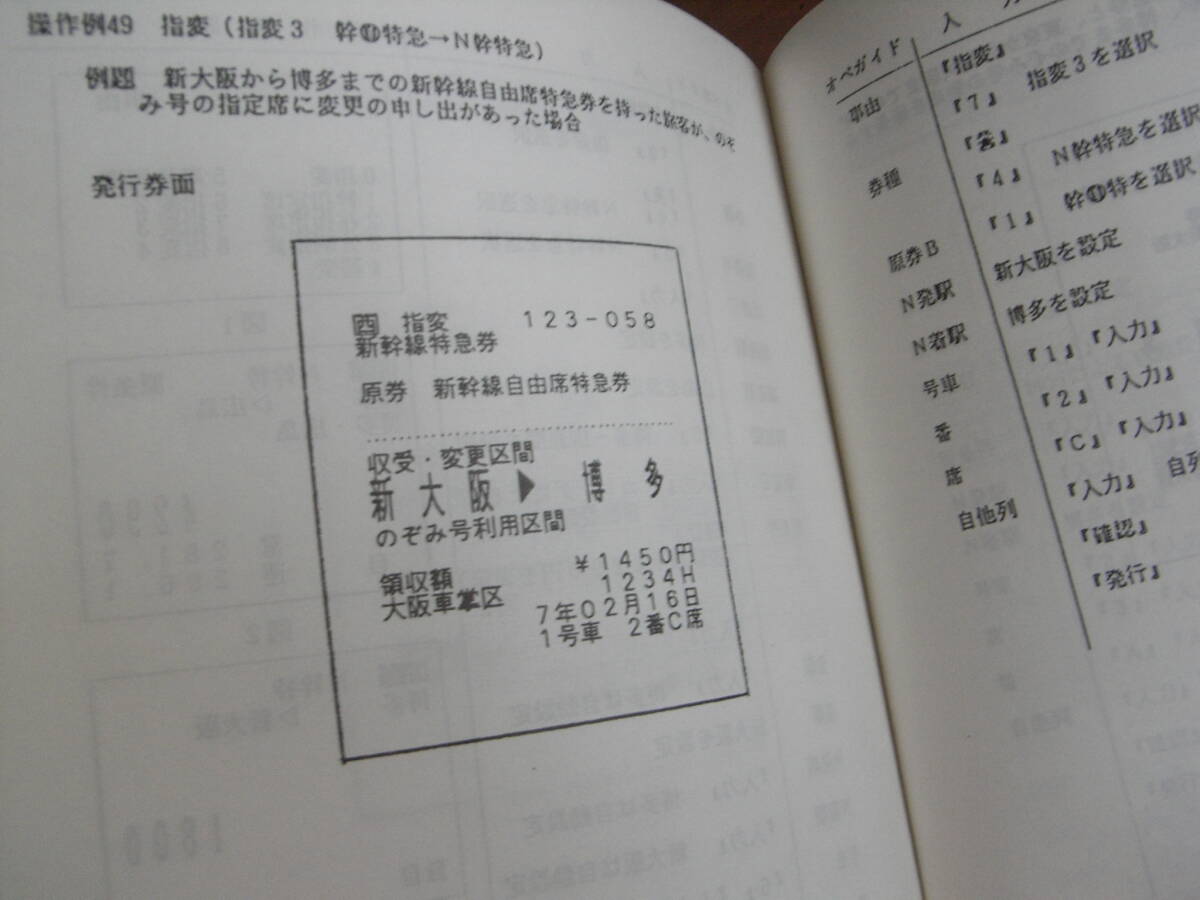 操作例49 指変(指変3 幹㊀特急→N幹特急)
例題 新大阪から博多までの新幹線自由席特急券を持った旅客が、のぞ
み号の指定席に変更の申し出があった場合
発行券面
四 指変 123-058
新幹線特急券
原券 新幹線自由席特急券
収受・変更区間
新大阪▶博多
のぞみ号利用区間
領収額 ¥1450円
1234H
大阪車掌区 7年02月16日
1号車 2番C席
オペガイド 入力
『指変』 指変3を選択
『7』
『営』
券種 『4』 N幹特急を選択
『1』 幹特を選択
原券B
N発駅 新大阪を設定
N着駅 博多を設定
号車 『1』『入力』
番 『2』『入力』
席 『C』『入力』
自他列 『入力』 自列
『確認』
『発行』